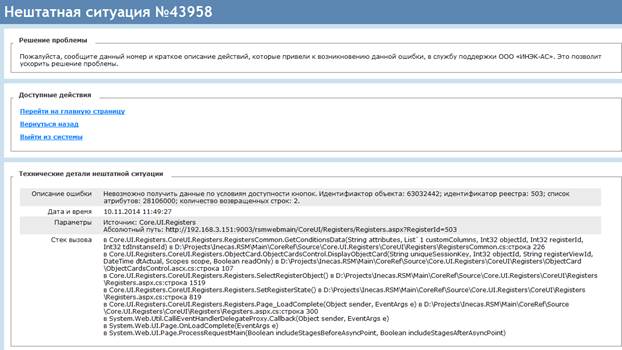 Нештатная ситуация №43958
Решение проблемы
Пожалуйста, сообщите данный номер и краткое описание действий, которые привели к возникновению данной ошибки, в службу поддержки ООО «ИНЭК-АС». Это позволит
ускорить решение проблемы.
Доступные действия
Перейти на главную страницу
Вернуться назад
Выйти из системы
Технические детали нештатной ситуации
Описание ошибки Невозможно получить данные по условиям доступности кнопок. Идентификатор объекта: 63032442; идентификатор реестра: 503; список
атрибутов: 28106000; количество возвращенных строк: 2.
Дата и время 10.11.2014 11:49:27
Параметры Источник: Core.UI.Registers
Абсолютный путь: http://192.168.3.151:9003/rsmwebmain/CoreUI/Registers/Registers.aspx?RegisterId=503
Стек вызова в Core.UI.Registers.CoreUI.Registers.RegistersCommon.GetConditionsData(String attributes, List`1 customColumns, Int32 objectId, Int32 registerId,
Int32 tdInstanseId) в D:\Projects\Inecas.RSM\Main\CoreRef\Source\Core.UI.Registers\CoreUI\Registers\RegistersCommon.cs:строка 226
в Core.UI.Registers.CoreUI.Registers.ObjectCard.ObjectCardsControl.DisplayObjectCard(String uniqueSessionKey, Int32 objectId, String registerViewId,
DateTime dtActual, Scopes scope, Boolean readOnly) в D:\Projects\Inecas.RSM\Main\CoreRef\Source\Core.UI.Registers\CoreUI\Registers\ObjectCard
\ObjectCardsControl.ascx.cs:строка 107
в Core.UI.Registers.CoreUI.Registers.Registers.SelectRegisterObject() в D:\Projects\Inecas.RSM\Main\CoreRef\Source\Core.UI.Registers\CoreUI\Registers
\Registers.aspx.cs:строка 1519
в Core.UI.Registers.CoreUI.Registers.Registers.SetRegisterState() в D:\Projects\Inecas.RSM\Main\CoreRef\Source\Core.UI.Registers\CoreUI\Registers
\Registers.aspx.cs:строка 819
в Core.UI.Registers.CoreUI.Registers.Registers.Page_LoadComplete(Object sender, EventArgs e) в D:\Projects\Inecas.RSM\Main\CoreRef\Source
\Core.UI.Registers\CoreUI\Registers\Registers.aspx.cs:строка 300
в System.Web.Util.CalliEventHandlerDelegateProxy.Callback(Object sender, EventArgs e)
в System.Web.UI.Page.OnLoadComplete(EventArgs e)
в System.Web.UI.Page.ProcessRequestMain(Boolean includeStagesBeforeAsyncPoint, Boolean includeStagesAfterAsyncPoint)